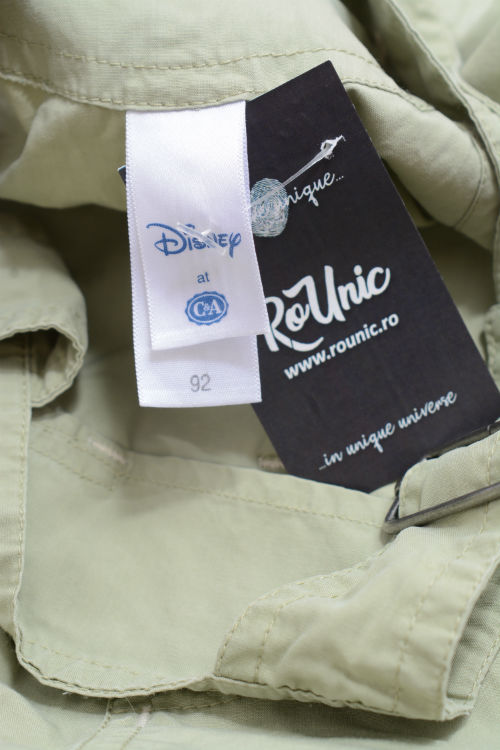 Disney
at
C&A
92
unique...
RoUnic
www.rounic.ro
...in unique universe